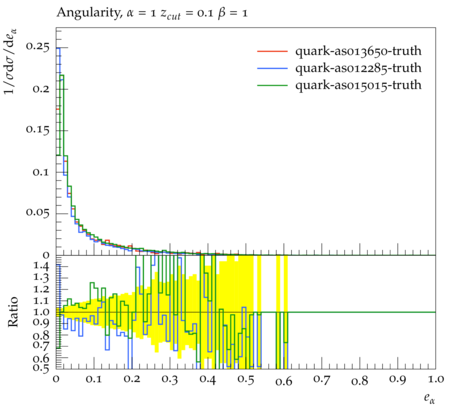 Angularity, α = 1 z_cut = 0.1 β = 1
1/σdσ/de_α
quark-as013650-truth
quark-as012285-truth
quark-as015015-truth
0.25
0.2
0.15
0.1
0.05
0
Ratio
1.4
1.3
1.2
1.1
1.0
0.9
0.8
0.7
0.6
0.5
0 0.1 0.2 0.3 0.4 0.5 0.6 0.7 0.8 0.9 1.0
e_α